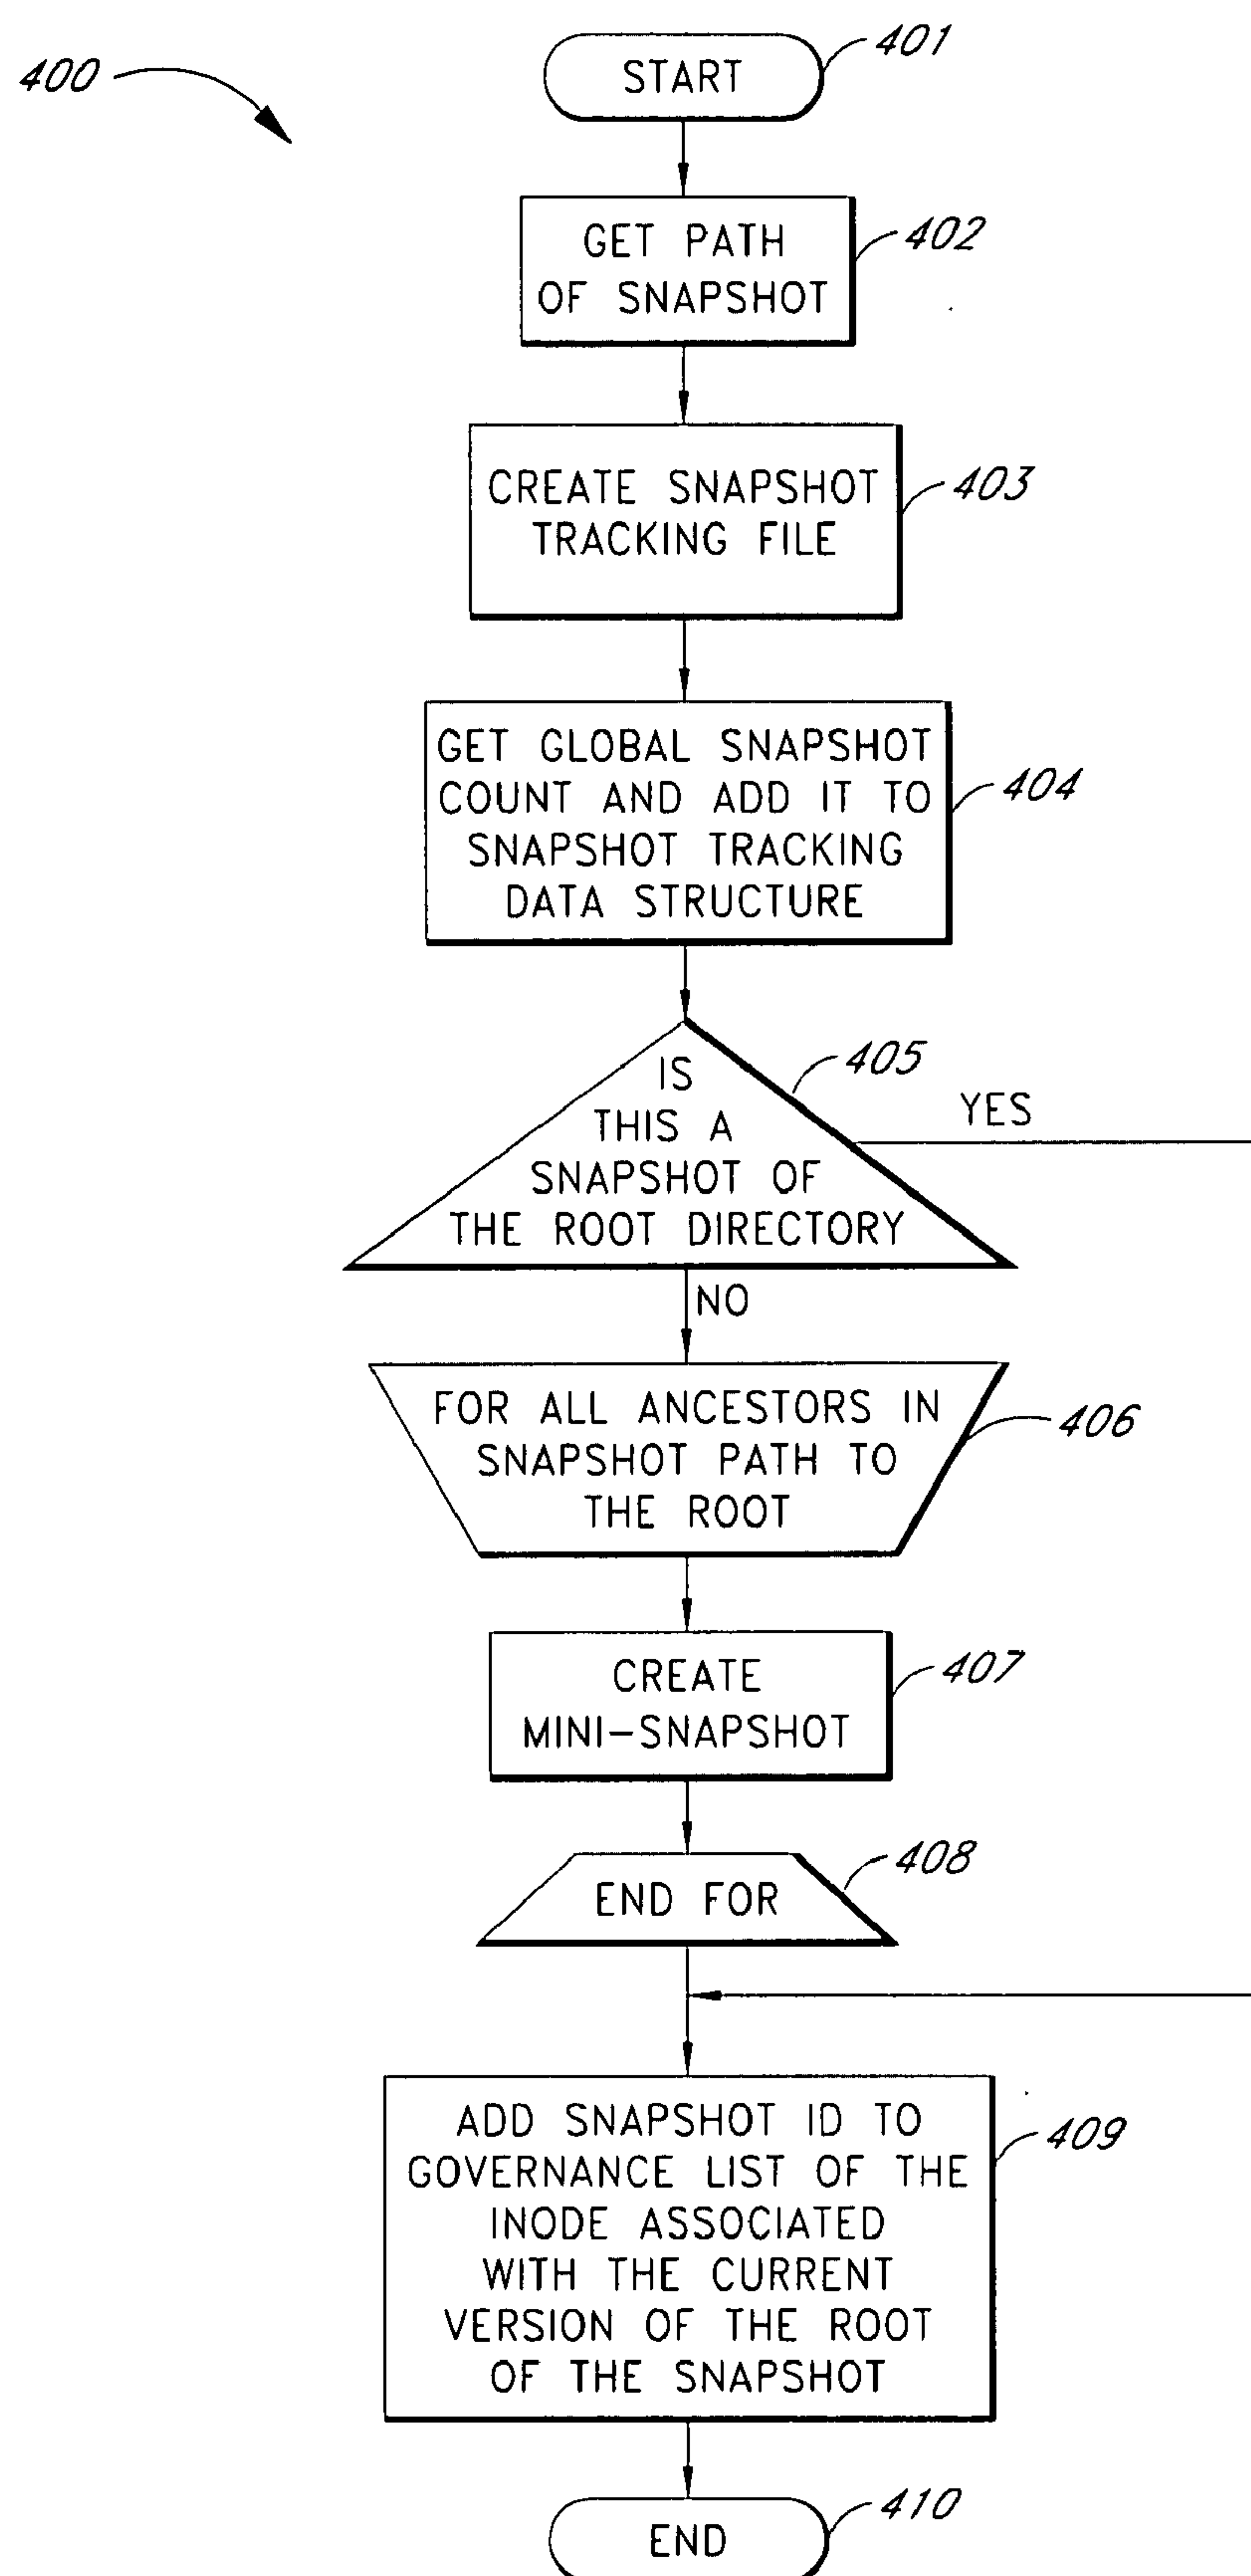 400
START
401
GET PATH
OF SNAPSHOT
402
CREATE SNAPSHOT
TRACKING FILE
403
GET GLOBAL SNAPSHOT
COUNT AND ADD IT TO
SNAPSHOT TRACKING
DATA STRUCTURE
404
IS
THIS A
SNAPSHOT OF
THE ROOT DIRECTORY
405
YES
NO
FOR ALL ANCESTORS IN
SNAPSHOT PATH TO
THE ROOT
406
CREATE
MINI-SNAPSHOT
407
END FOR
408
ADD SNAPSHOT ID TO
GOVERNANCE LIST OF THE
INODE ASSOCIATED
WITH THE CURRENT
VERSION OF THE ROOT
OF THE SNAPSHOT
409
END
410